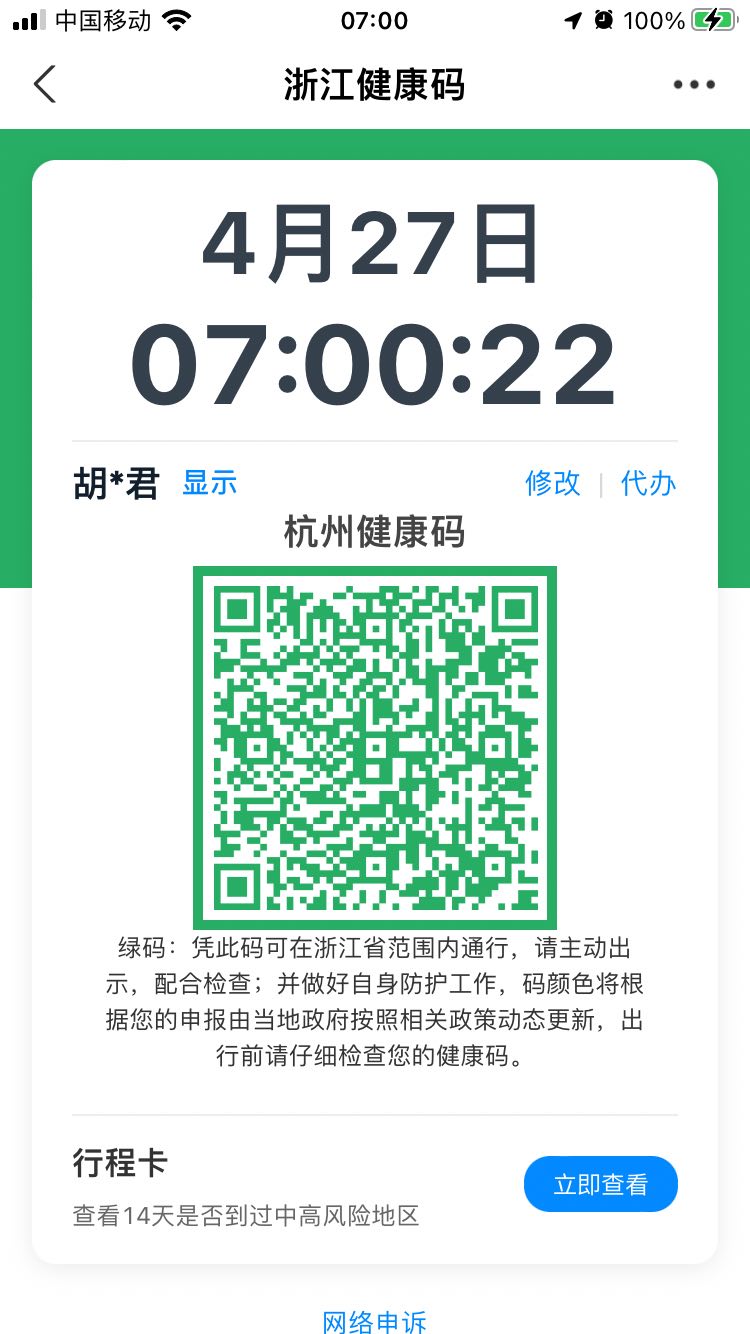 中国移动 07:00 100%
浙江健康码
4月27日
07:00:22
胡*君 显示 修改 | 代办
杭州健康码
绿码：凭此码可在浙江省范围内通行，请主动出
示，配合检查；并做好自身防护工作，码颜色将根
据您的申报由当地政府按照相关政策动态更新，出
行前请仔细检查您的健康码。
行程卡
立即查看
查看14天是否到过中高风险地区
网络申诉